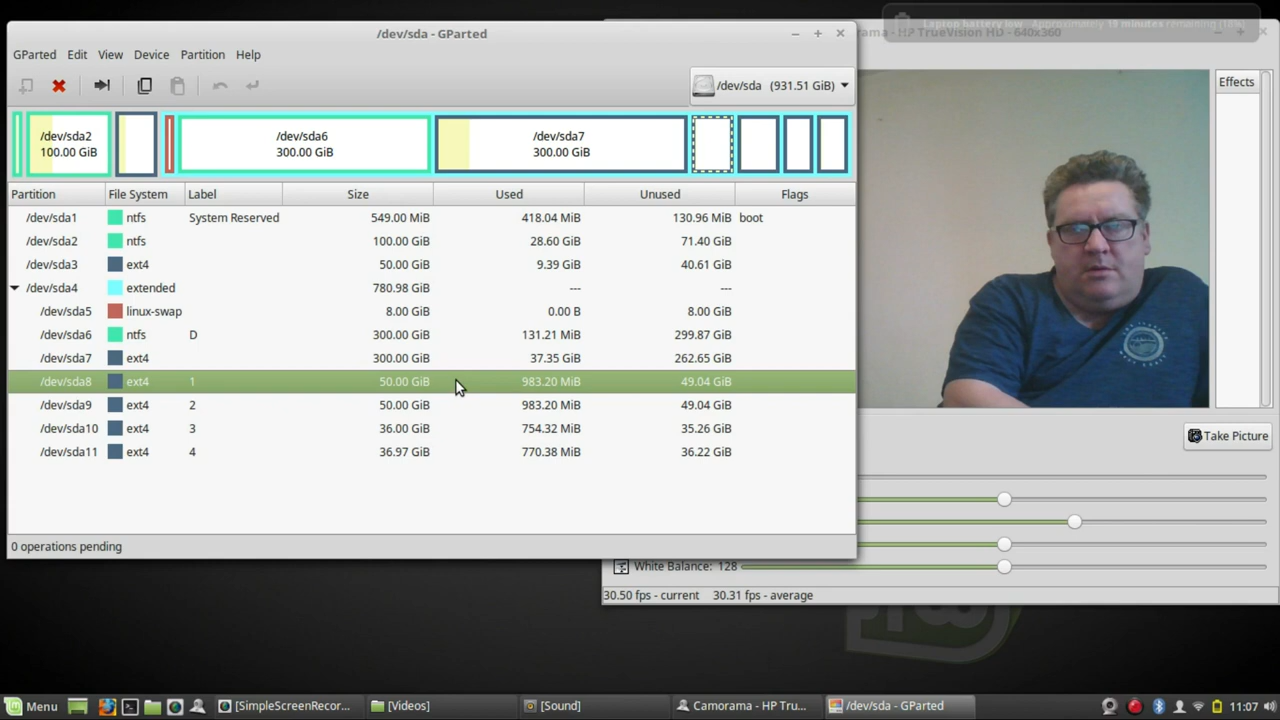 Laptop battery low - Approximately 19 minutes remaining (18%)
/dev/sda - GParted
orama - HP TrueVision HD - 640x360
GParted Edit View Device Partition Help
/dev/sda (931.51 GiB)
Effects
/dev/sda2
100.00 GiB
/dev/sda6
300.00 GiB
/dev/sda7
300.00 GiB
Partition File System Label Size Used Unused Flags
/dev/sda1 ntfs System Reserved 549.00 MiB 418.04 MiB 130.96 MiB boot
/dev/sda2 ntfs 100.00 GiB 28.60 GiB 71.40 GiB
/dev/sda3 ext4 50.00 GiB 9.39 GiB 40.61 GiB
/dev/sda4 extended 780.98 GiB --- ---
/dev/sda5 linux-swap 8.00 GiB 0.00 B 8.00 GiB
/dev/sda6 ntfs D 300.00 GiB 131.21 MiB 299.87 GiB
/dev/sda7 ext4 300.00 GiB 37.35 GiB 262.65 GiB
/dev/sda8 ext4 1 50.00 GiB 983.20 MiB 49.04 GiB
/dev/sda9 ext4 2 50.00 GiB 983.20 MiB 49.04 GiB
/dev/sda10 ext4 3 36.00 GiB 754.32 MiB 35.26 GiB
/dev/sda11 ext4 4 36.97 GiB 770.38 MiB 36.22 GiB
Take Picture
0 operations pending
White Balance: 128
30.50 fps - current 30.31 fps - average
Menu [SimpleScreenRecor... [Videos] [Sound] Camorama - HP Tru... /dev/sda - GParted 11:07